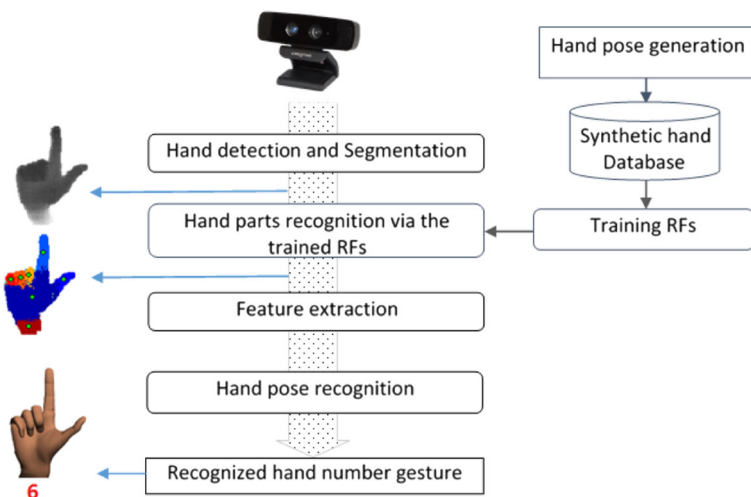 Hand pose generation
Synthetic hand
Database
Training RFs
Hand detection and Segmentation
Hand parts recognition via the
trained RFs
Feature extraction
Hand pose recognition
Recognized hand number gesture
6